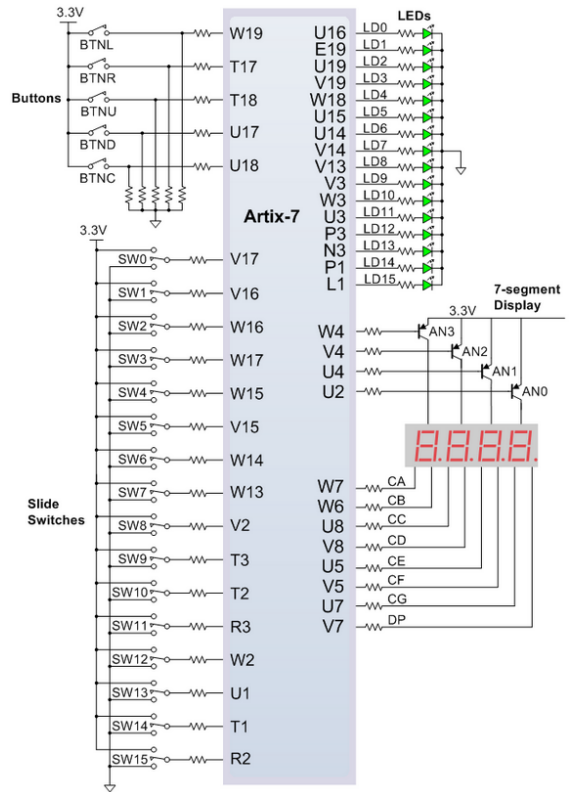 3.3V
BTNL
BTNR
BTNU
BTND
BTNC
Buttons
W19
T17
T18
U17
U18
Artix-7
3.3V
SW0
SW1
SW2
SW3
SW4
SW5
SW6
SW7
SW8
SW9
SW10
SW11
SW12
SW13
SW14
SW15
Slide
Switches
V17
V16
W16
W17
W15
V15
W14
W13
V2
T3
T2
R3
W2
U1
T1
R2
LEDs
U16 LD0
E19 LD1
U19 LD2
V19 LD3
W18 LD4
U15 LD5
U14 LD6
V14 LD7
V13 LD8
V3 LD9
W3 LD10
U3 LD11
P3 LD12
N3 LD13
P1 LD14
L1 LD15
7-segment
Display
3.3V
W4 AN3
V4 AN2
U4 AN1
U2 AN0
8.8.8.8.
W7 CA
W6 CB
U8 CC
V8 CD
U5 CE
V5 CF
U7 CG
V7 DP